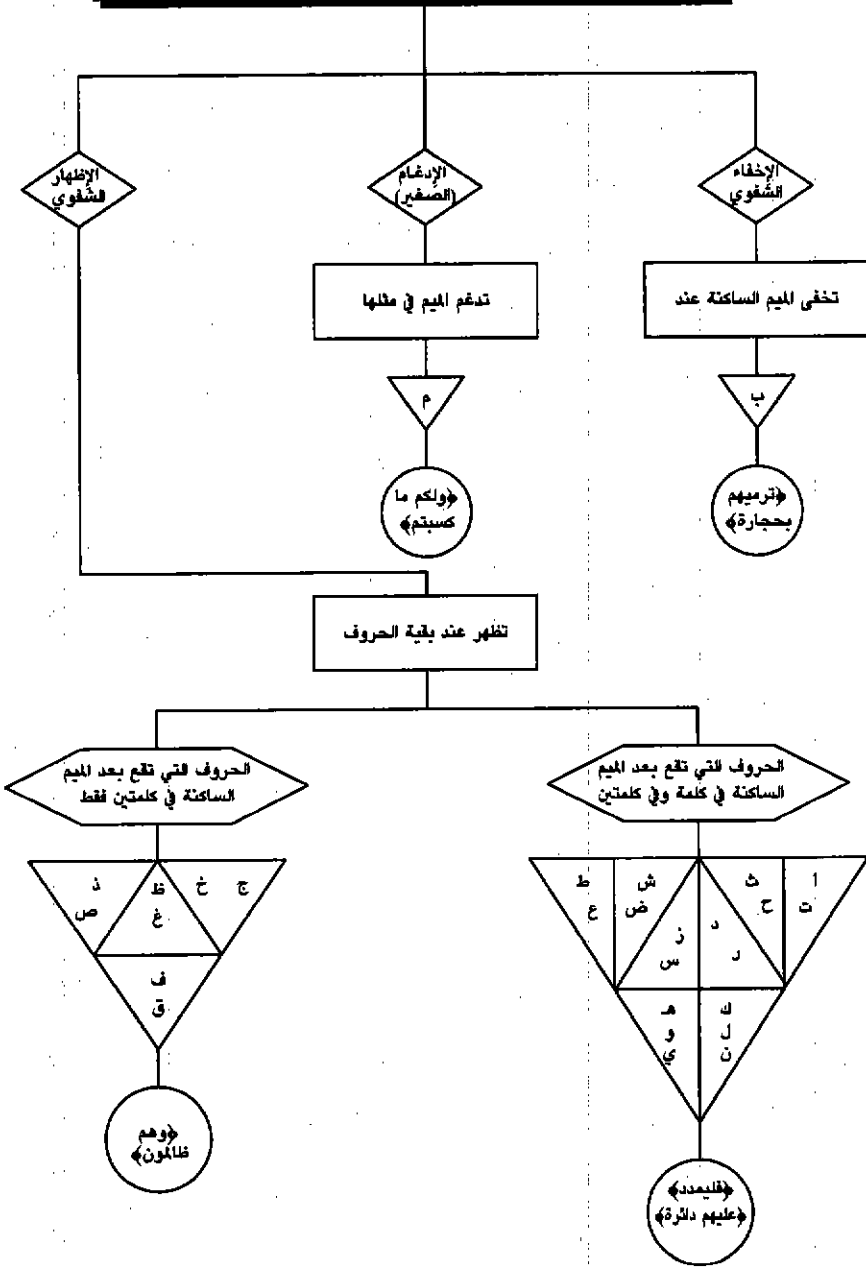 الإخفاء
الشفوي
الإدغام
(الصغير)
الإظهار
الشفوي
تخفى الميم الساكنة عند
تدغم الميم في مثلها
ب
م
﴿ترميهم
بحجارة﴾
﴿ولكم ما
كسبتم﴾
تظهر عند بقية الحروف
الحروف التي تقع بعد الميم
الساكنة في كلمة وفي كلمتين
الحروف التي تقع بعد الميم
الساكنة في كلمتين فقط
أ
ت
ث
ح
د
ر
ز
س
ش
ض
ط
ع
ك
ل
ن
هـ
و
ي
ج
خ
ظ
غ
ذ
ص
ف
ق
﴿فليمدد﴾
﴿عليهم دائرة﴾
﴿وهم
ظالمون﴾